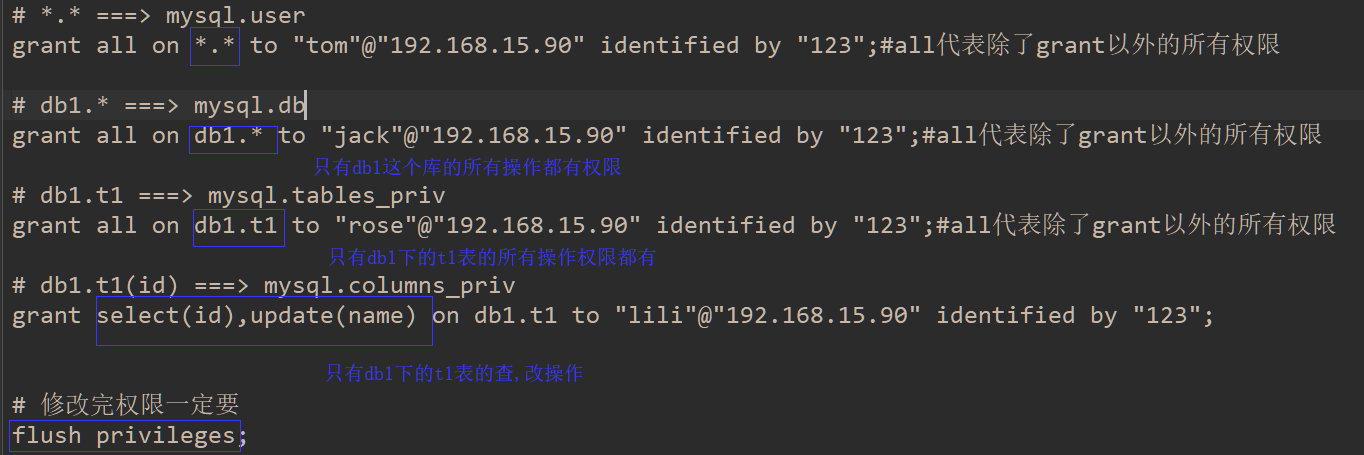 # *.* ===> mysql.user
grant all on *.* to "tom"@"192.168.15.90" identified by "123";#all代表除了grant以外的所有权限
# db1.* ===> mysql.db
grant all on db1.* to "jack"@"192.168.15.90" identified by "123";#all代表除了grant以外的所有权限
只有db1这个库的所有操作都有权限
# db1.t1 ===> mysql.tables_priv
grant all on db1.t1 to "rose"@"192.168.15.90" identified by "123";#all代表除了grant以外的所有权限
只有db1下的t1表的所有操作权限都有
# db1.t1(id) ===> mysql.columns_priv
grant select(id),update(name) on db1.t1 to "lili"@"192.168.15.90" identified by "123";
只有db1下的t1表的查,改操作
# 修改完权限一定要
flush privileges;